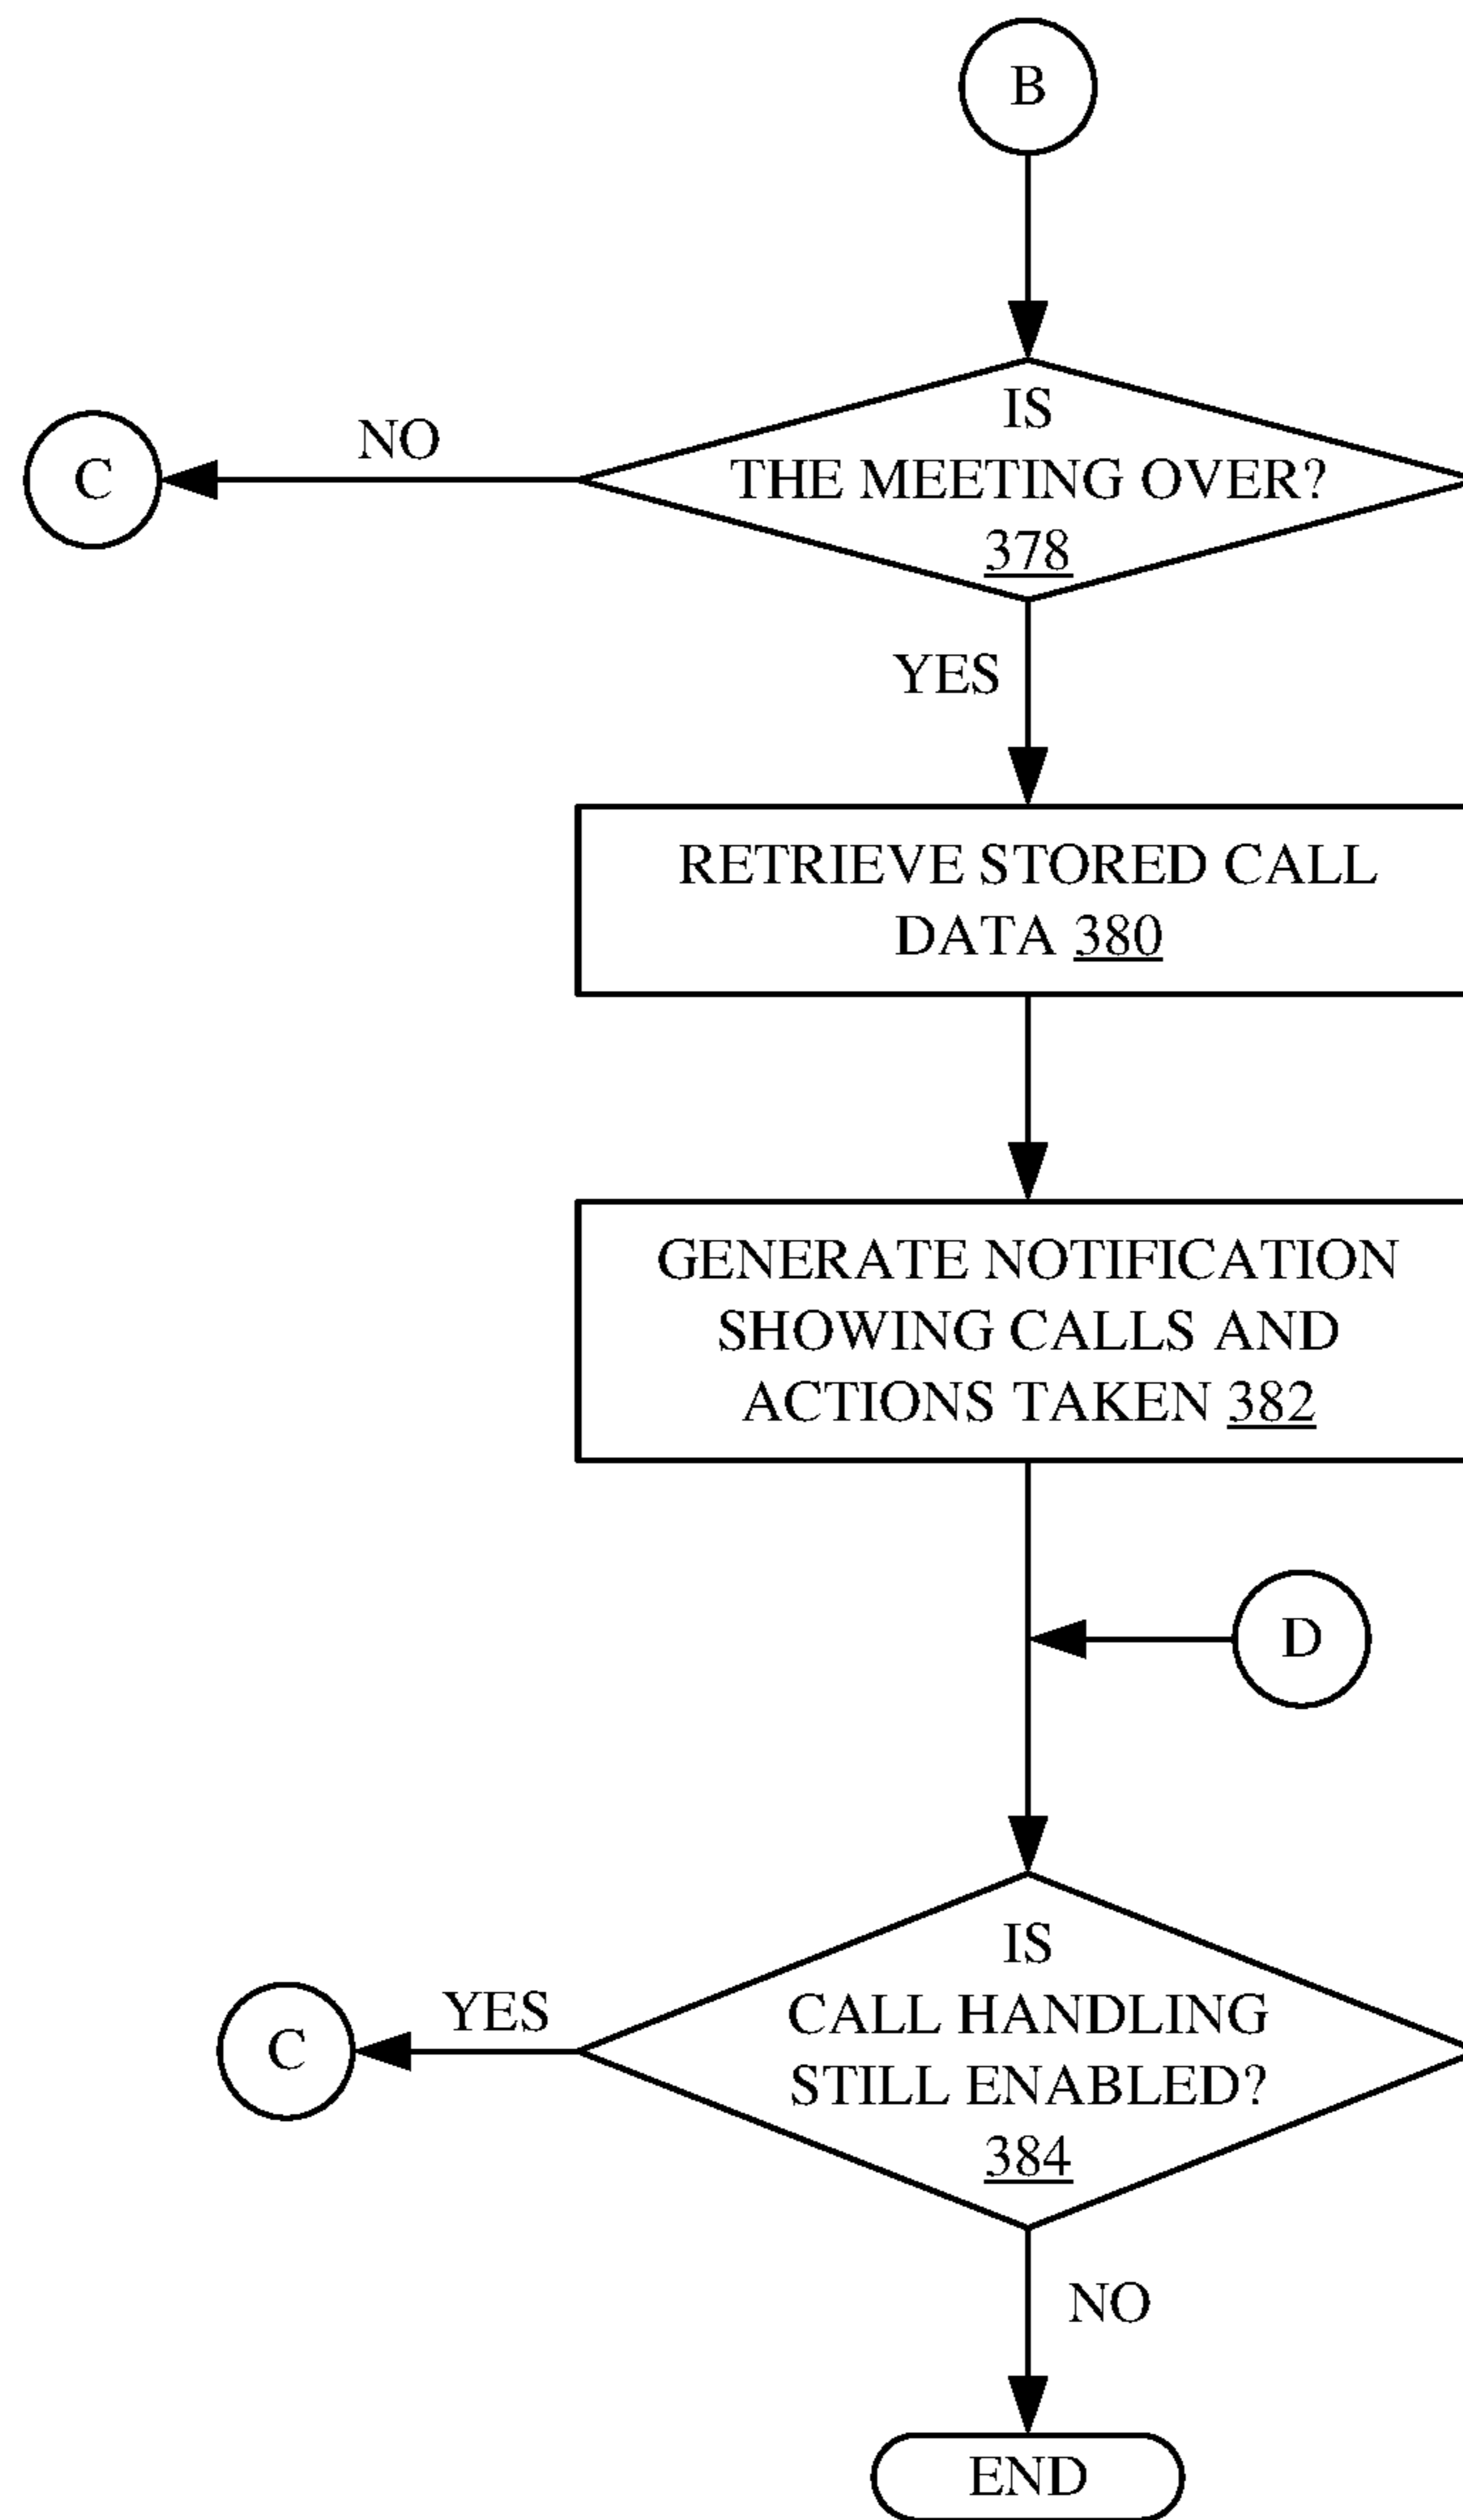 B
IS
THE MEETING OVER?
378
NO
C
YES
RETRIEVE STORED CALL
DATA 380
GENERATE NOTIFICATION
SHOWING CALLS AND
ACTIONS TAKEN 382
D
IS
CALL HANDLING
STILL ENABLED?
384
YES
C
NO
END